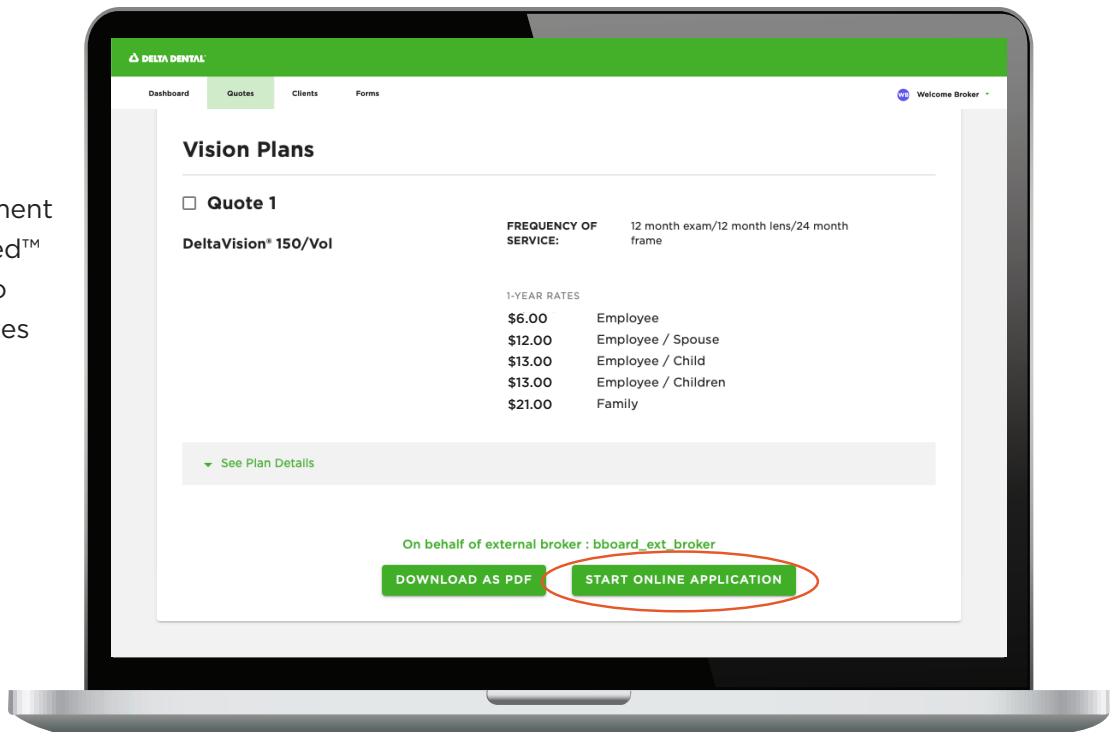 ed™
es
DELTA DENTAL
Dashboard Quotes Clients Forms
WB Welcome Broker
Vision Plans
Quote 1
DeltaVision® 150/Vol
FREQUENCY OF SERVICE:
12 month exam/12 month lens/24 month
frame
1-YEAR RATES
$6.00 Employee
$12.00 Employee / Spouse
$13.00 Employee / Child
$13.00 Employee / Children
$21.00 Family
See Plan Details
On behalf of external broker : bboard_ext_broker
DOWNLOAD AS PDF START ONLINE APPLICATION